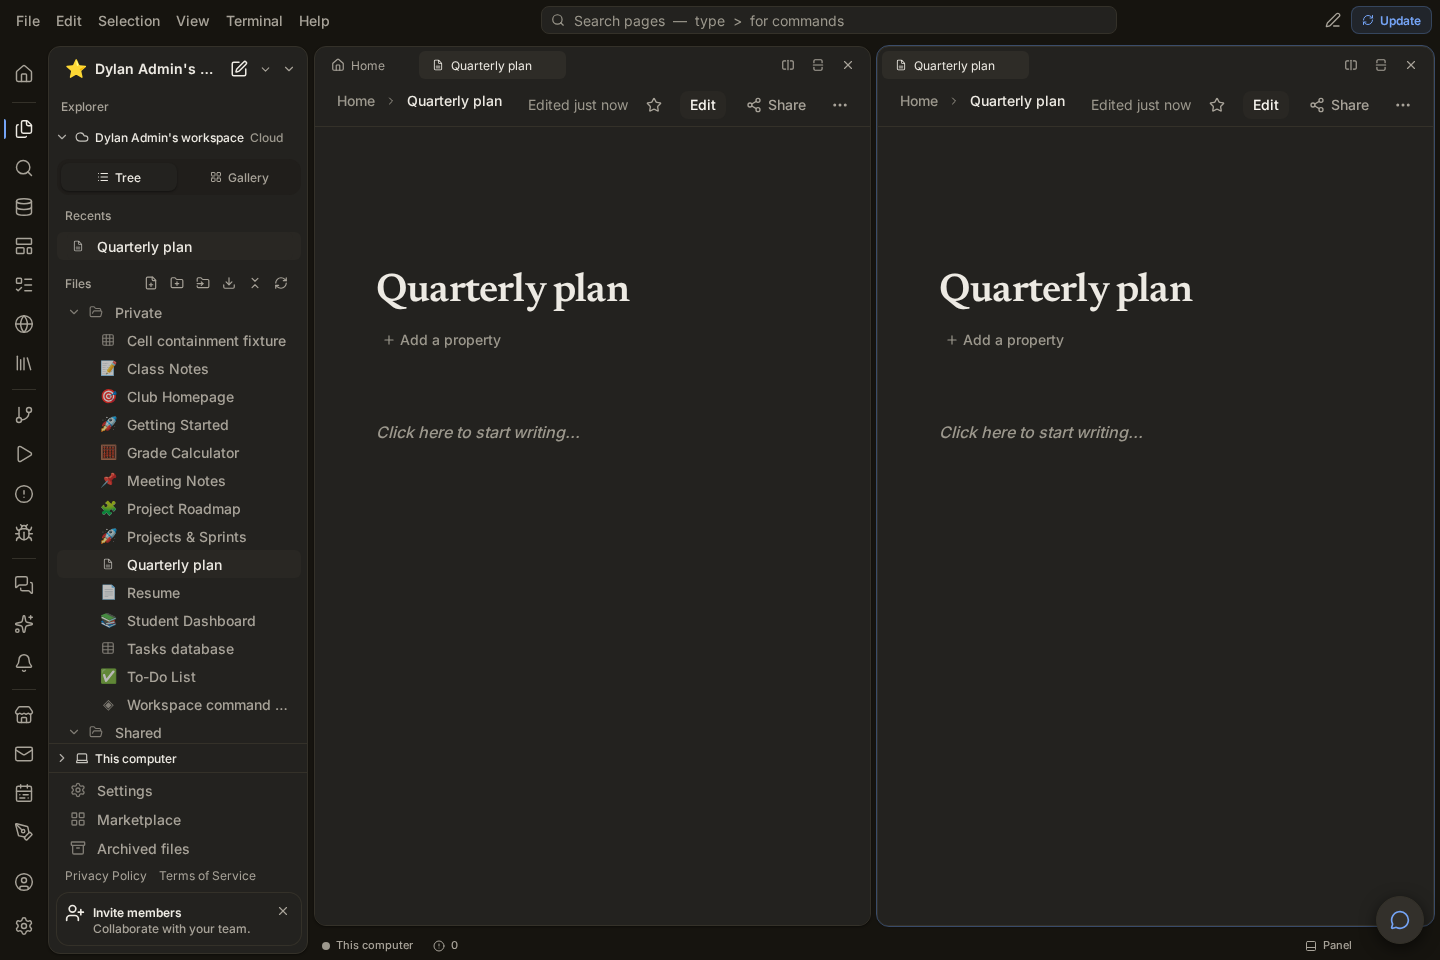 File Edit Selection View Terminal Help
Search pages — type > for commands
Update
Dylan Admin's ...
Explorer
Dylan Admin's workspace Cloud
Tree Gallery
Recents
Quarterly plan
Files
Private
Cell containment fixture
Class Notes
Club Homepage
Getting Started
Grade Calculator
Meeting Notes
Project Roadmap
Projects & Sprints
Quarterly plan
Resume
Student Dashboard
Tasks database
To-Do List
Workspace command ...
Shared
This computer
Settings
Marketplace
Archived files
Privacy Policy Terms of Service
Invite members
Collaborate with your team.
Home Quarterly plan
Home Quarterly plan Edited just now Edit Share
Quarterly plan
Add a property
Click here to start writing...
Quarterly plan
Home Quarterly plan Edited just now Edit Share
Quarterly plan
Add a property
Click here to start writing...
This computer 0
Panel